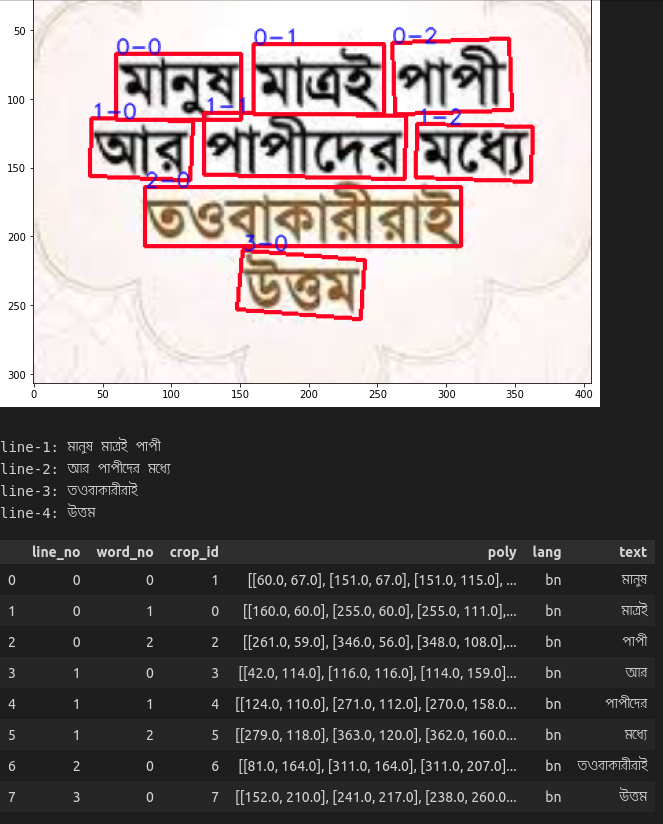 50
0-0 0-1 0-2
মানুষ মাত্রই পাপী
100
1-0 1-1 1-2
আর পাপীদের মধ্যে
150
2-0
তওবাকারীরাই
200
3-0
উত্তম
250
300
0 50 100 150 200 250 300 350 400
line-1: মানুষ মাত্রই পাপী
line-2: আর পাপীদের মধ্যে
line-3: তওবাকারীরাই
line-4: উত্তম
line_no word_no crop_id poly lang text
0 0 0 1 [[60.0, 67.0], [151.0, 67.0], [151.0, 115.0], ... bn মানুষ
1 0 1 0 [[160.0, 60.0], [255.0, 60.0], [255.0, 111.0],... bn মাত্রই
2 0 2 2 [[261.0, 59.0], [346.0, 56.0], [348.0, 108.0],... bn পাপী
3 1 0 3 [[42.0, 114.0], [116.0, 116.0], [114.0, 159.0]... bn আর
4 1 1 4 [[124.0, 110.0], [271.0, 112.0], [270.0, 158.0... bn পাপীদের
5 1 2 5 [[279.0, 118.0], [363.0, 120.0], [362.0, 160.0... bn মধ্যে
6 2 0 6 [[81.0, 164.0], [311.0, 164.0], [311.0, 207.0]... bn তওবাকারীরাই
7 3 0 7 [[152.0, 210.0], [241.0, 217.0], [238.0, 260.0... bn উত্তম